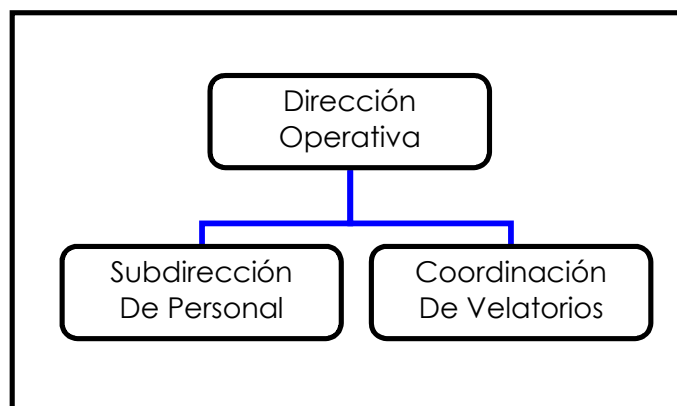 Dirección
Operativa
Subdirección
De Personal
Coordinación
De Velatorios